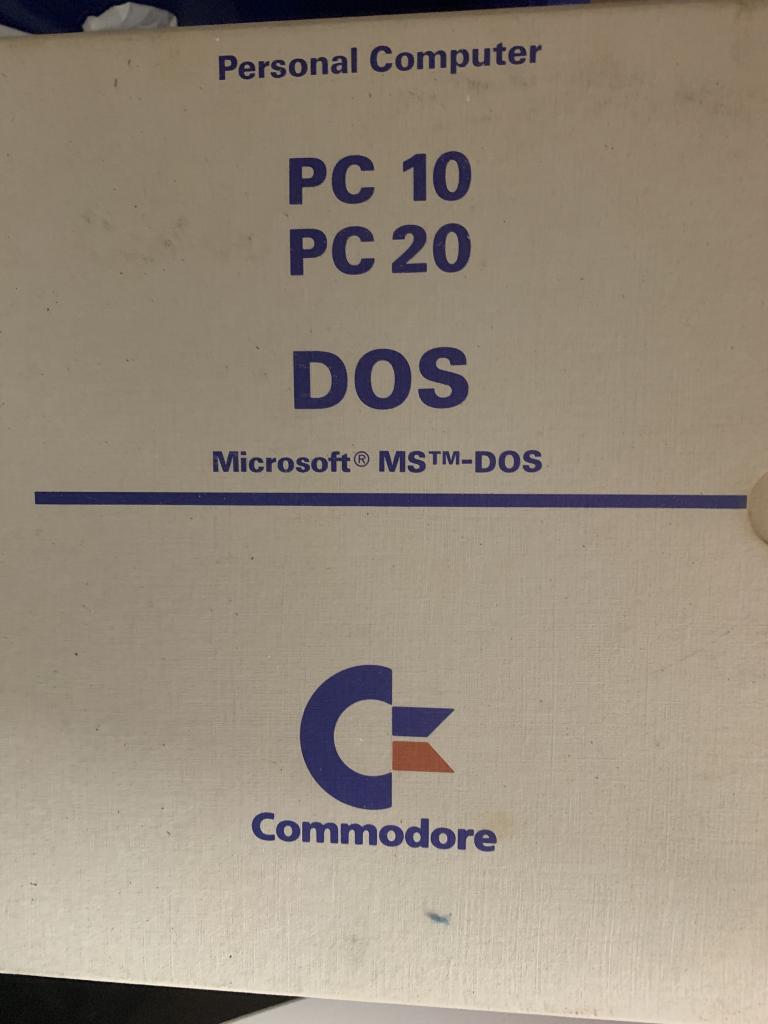 Personal Computer
PC 10
PC 20
DOS
Microsoft® MS™-DOS
Commodore